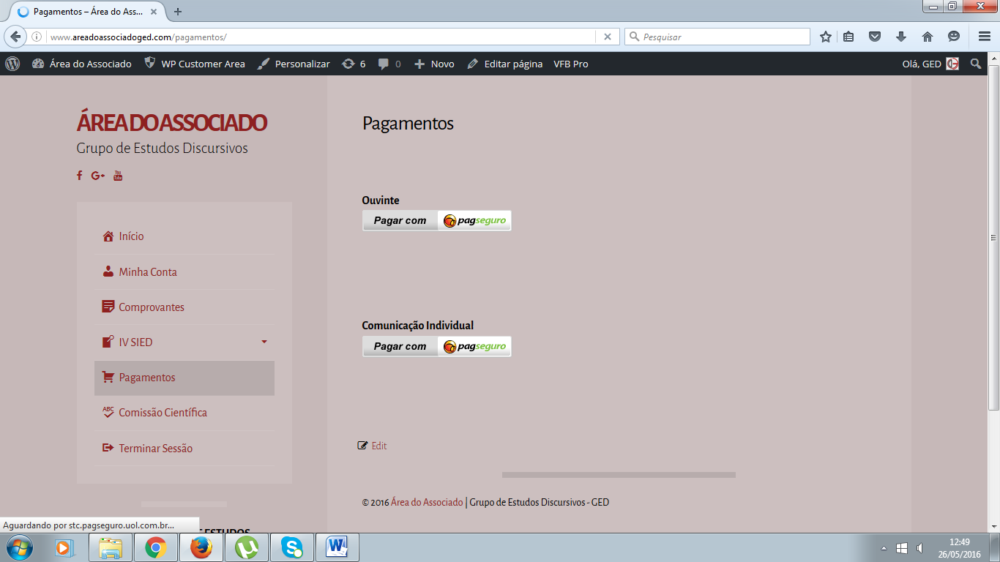 Pagamentos – Área do Ass...
www.areadoassociadoged.com/pagamentos/
Pesquisar
Área do Associado
WP Customer Area
Personalizar
6
0
Novo
Editar página
VFB Pro
Olá, GED
ÁREA DO ASSOCIADO
Grupo de Estudos Discursivos
Início
Minha Conta
Comprovantes
IV SIED
Pagamentos
ABC
Comissão Científica
Terminar Sessão
Pagamentos
Ouvinte
Pagar com pagseguro
Comunicação Individual
Pagar com pagseguro
Edit
© 2016 Área do Associado | Grupo de Estudos Discursivos - GED
Aguardando por stc.pagseguro.uol.com.br...
12:49
26/05/2016